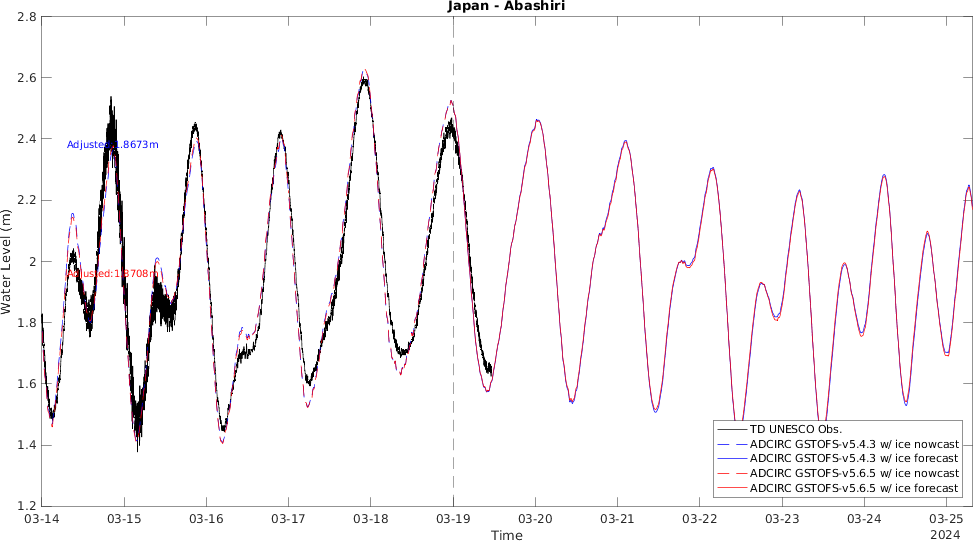 Japan - Abashiri
2.8
2.6
2.4
2.2
2
1.8
1.6
1.4
1.2
Water Level (m)
Adjusted:1.8673m
Adjusted:1.8708m
TD UNESCO Obs.
ADCIRC GSTOFS-v5.4.3 w/ ice nowcast
ADCIRC GSTOFS-v5.4.3 w/ ice forecast
ADCIRC GSTOFS-v5.6.5 w/ ice nowcast
ADCIRC GSTOFS-v5.6.5 w/ ice forecast
03-14 03-15 03-16 03-17 03-18 03-19 03-20 03-21 03-22 03-23 03-24 03-25
2024
Time